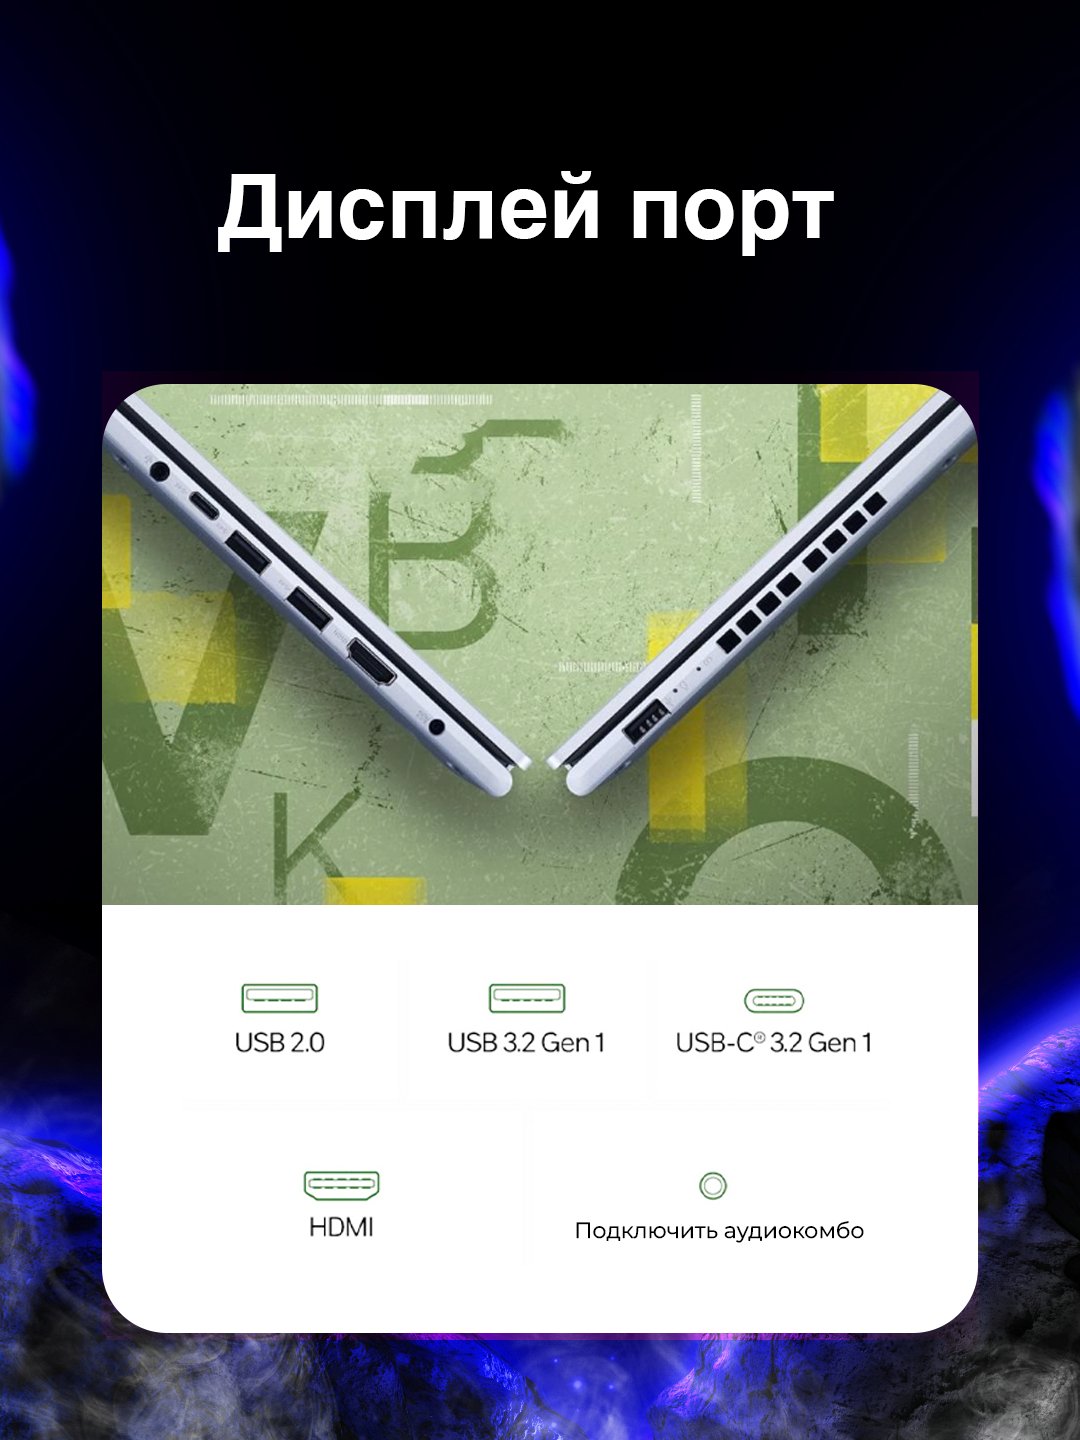 Дисплей порт
B
K
USB 2.0
USB 3.2 Gen 1
USB-C® 3.2 Gen 1
HDMI
Подключить аудиокомбо